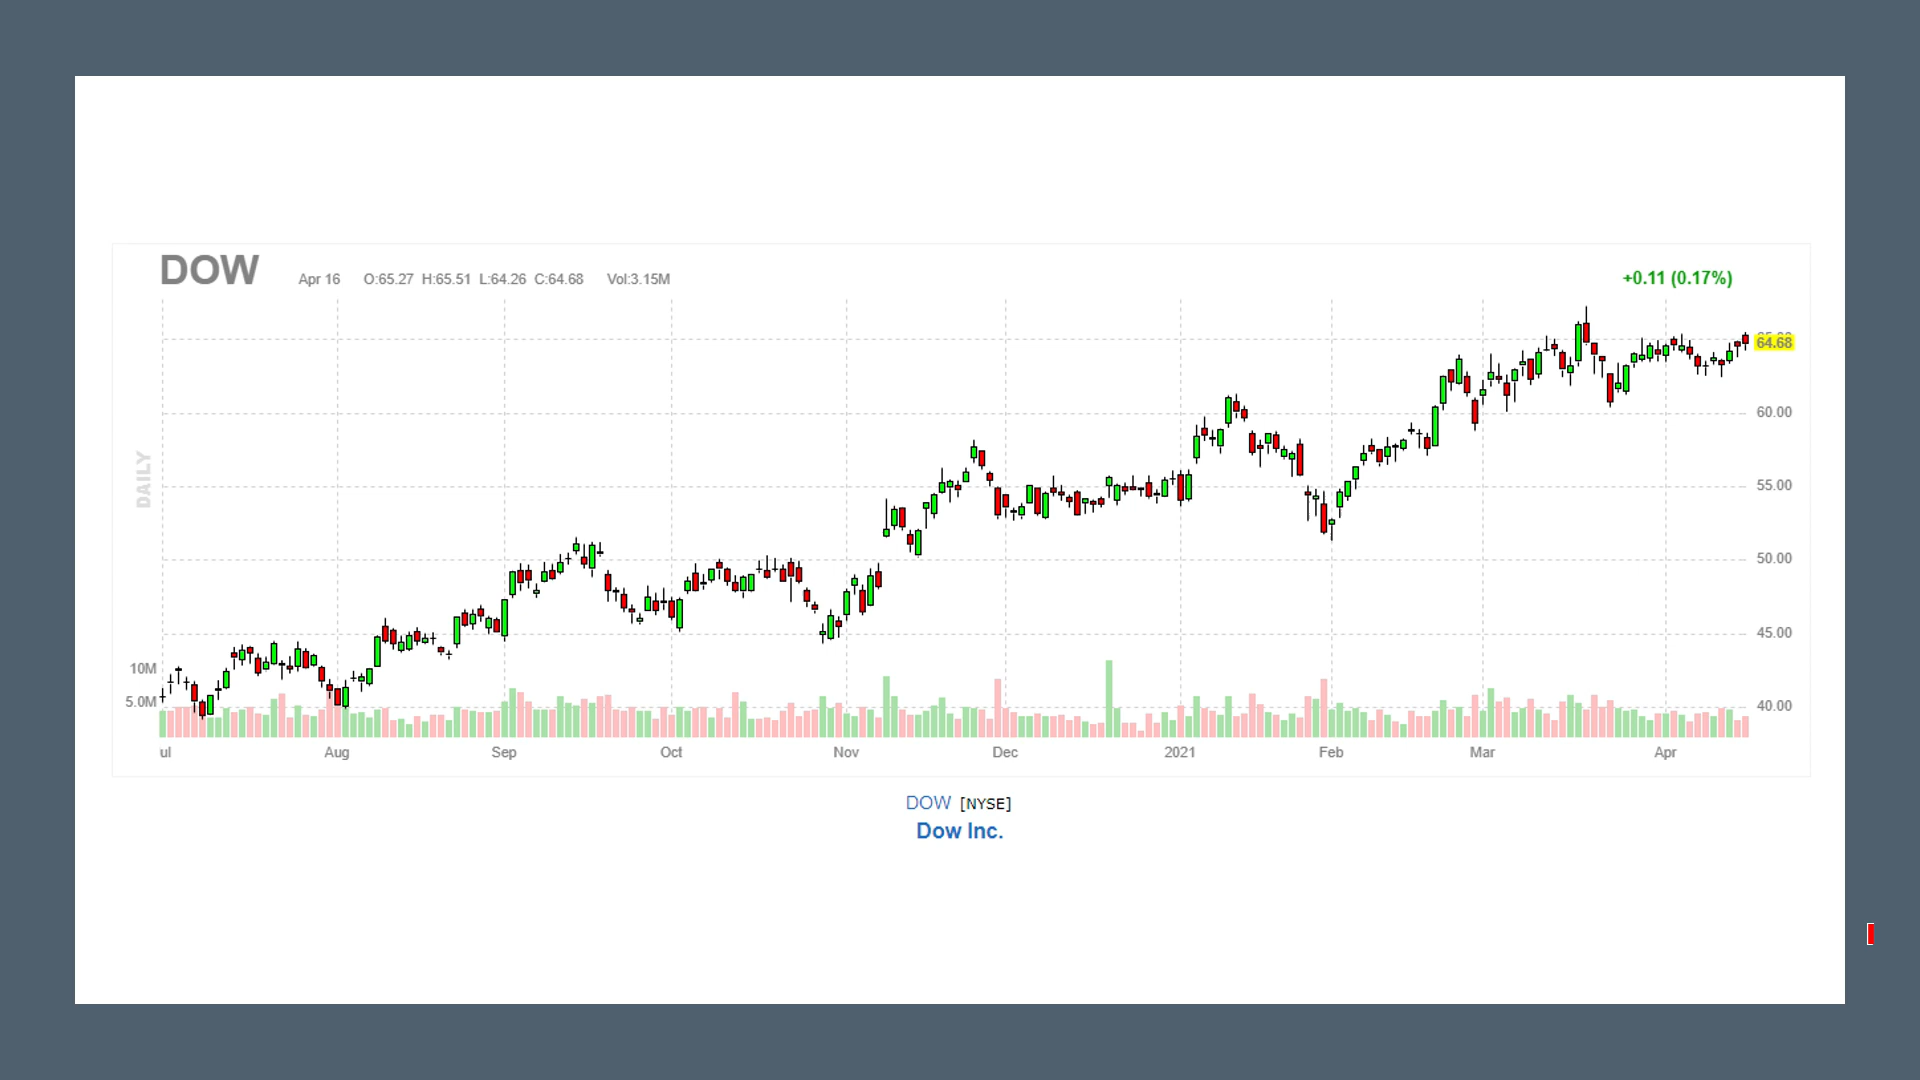 DOW Apr 16 O:65.27 H:65.51 L:64.26 C:64.68 Vol:3.15M +0.11 (0.17%)
64.68
60.00
DAILY
55.00
50.00
45.00
10M
5.0M
40.00
ul Aug Sep Oct Nov Dec 2021 Feb Mar Apr
DOW [NYSE]
Dow Inc.